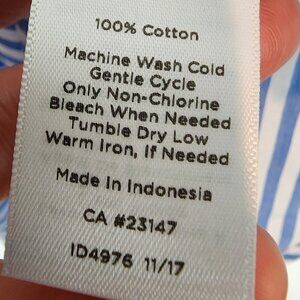 100% Cotton
Machine Wash Cold
Gentle Cycle
Only Non-Chlorine
Bleach When Needed
Tumble Dry Low
Warm Iron, If Needed
Made in Indonesia
CA #23147
ID4976 11/17